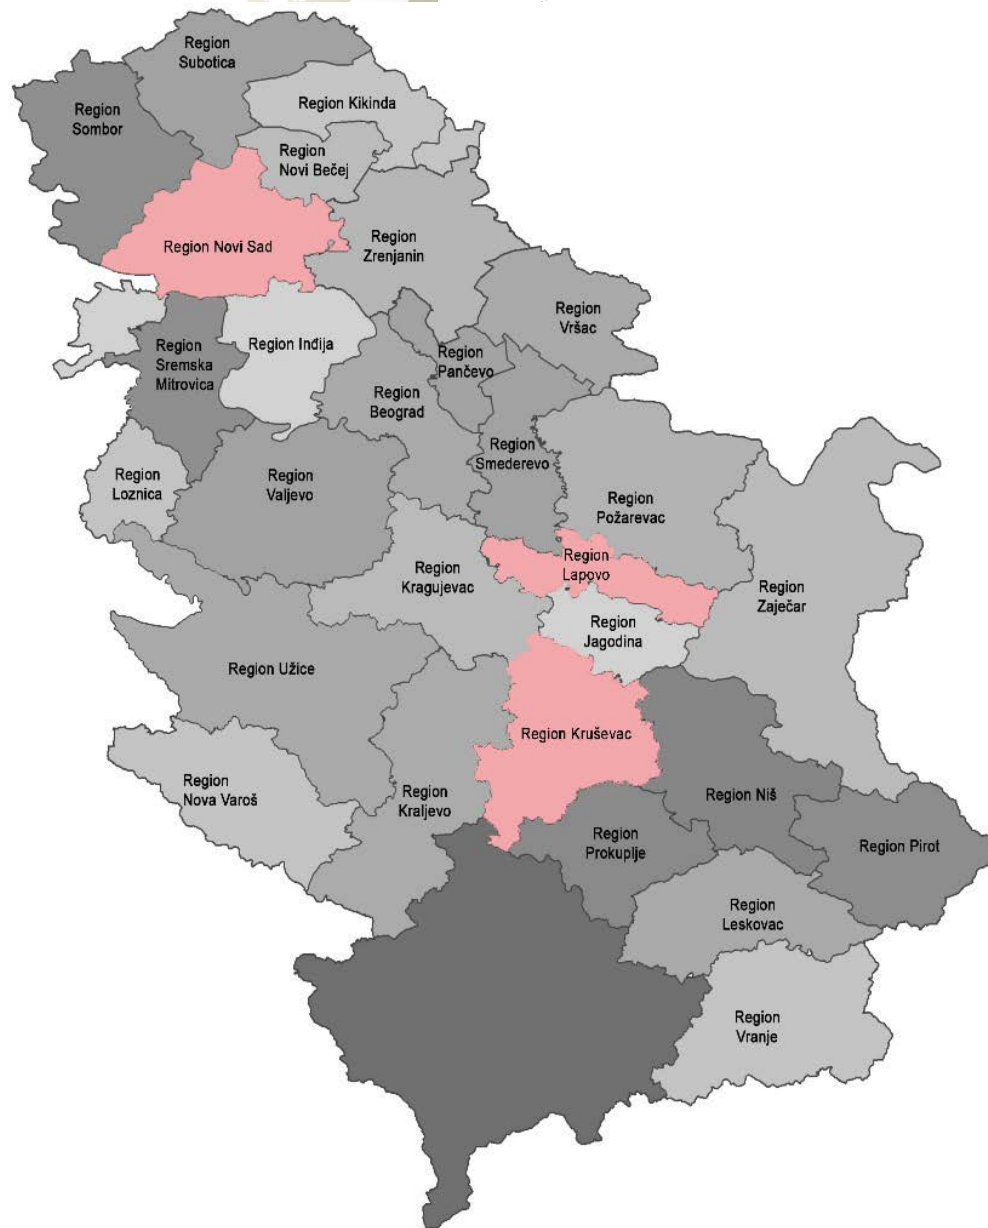 Region
Subotica
Region Kikinda
Region
Sombor
Region
Novi Bečej
Region Novi Sad
Region
Zrenjanin
Region
Vršac
Region Inđija
Region
Sremska
Mitrovica
Region
Pančevo
Region
Beograd
Region
Smederevo
Region
Loznica
Region
Valjevo
Region
Požarevac
Region
Lapovo
Region
Kragujevac
Region
Zaječar
Region
Jagodina
Region Užice
Region Kruševac
Region
Nova Varoš
Region
Kraljevo
Region Niš
Region
Prokuplje
Region Pirot
Region
Leskovac
Region
Vranje